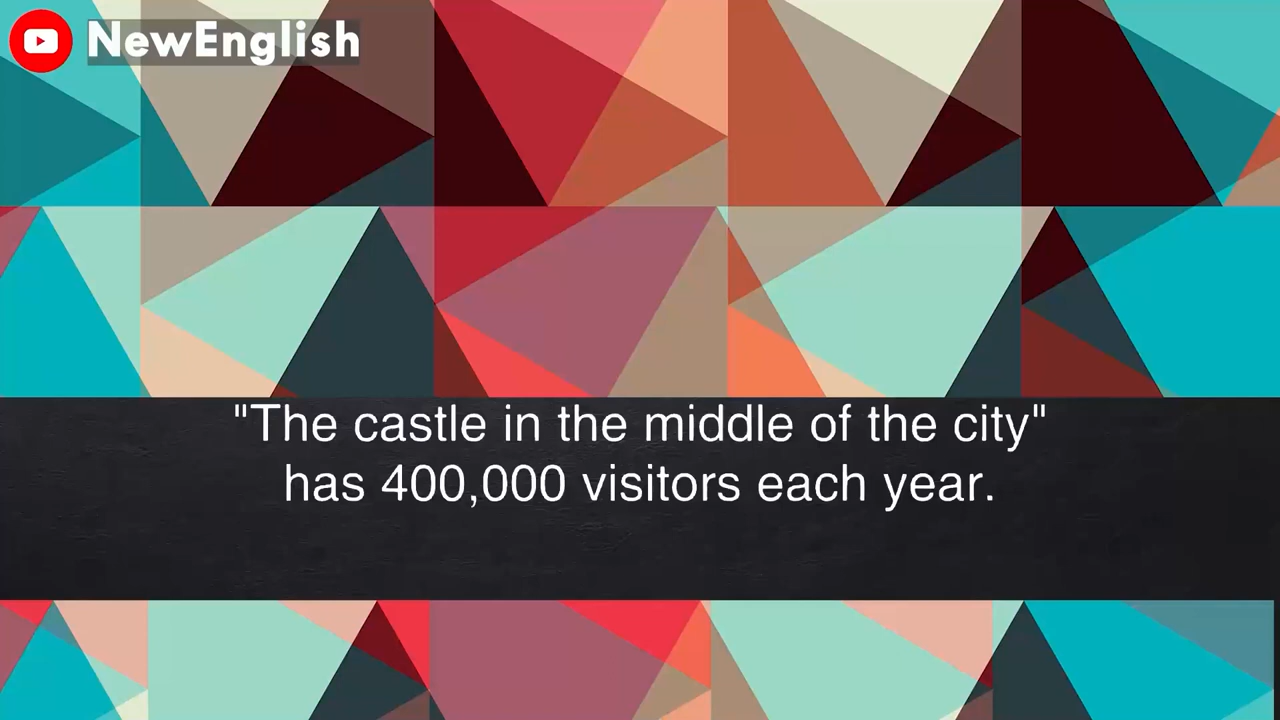 NewEnglish
"The castle in the middle of the city"
has 400,000 visitors each year.